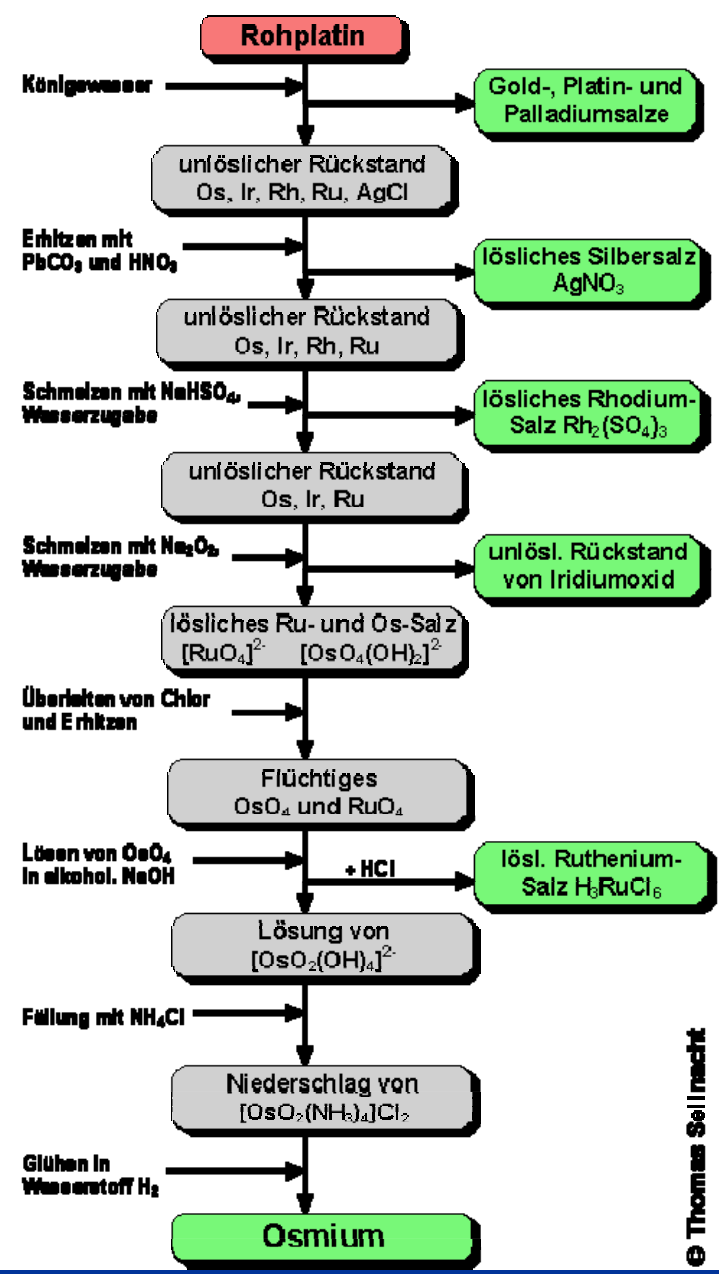 Rohplatin
Königswasser
Gold-, Platin- und
Palladiumsalze
unlöslicher Rückstand
Os, Ir, Rh, Ru, AgCl
Erhitzen mit
PbCO₃ und HNO₃
lösliches Silbersalz
AgNO₃
unlöslicher Rückstand
Os, Ir, Rh, Ru
Schmelzen mit NaHSO₄,
Wasserzugabe
lösliches Rhodium-
Salz Rh₂(SO₄)₃
unlöslicher Rückstand
Os, Ir, Ru
Schmelzen mit Na₂O₂,
Wasserzugabe
unlösl. Rückstand
von Iridiumoxid
lösliches Ru- und Os-Salz
[RuO₄]²⁻ [OsO₄(OH)₂]²⁻
Überleiten von Chlor
und Erhitzen
Flüchtiges
OsO₄ und RuO₄
Lösen von OsO₄
in alkohol. NaOH
+ HCl
lösl. Ruthenium-
Salz H₃RuCl₆
Lösung von
[OsO₂(OH)₄]²⁻
Fällung mit NH₄Cl
Niederschlag von
[OsO₂(NH₃)₄]Cl₂
Glühen in
Wasserstoff H₂
Osmium
© Thomas Seilnacht